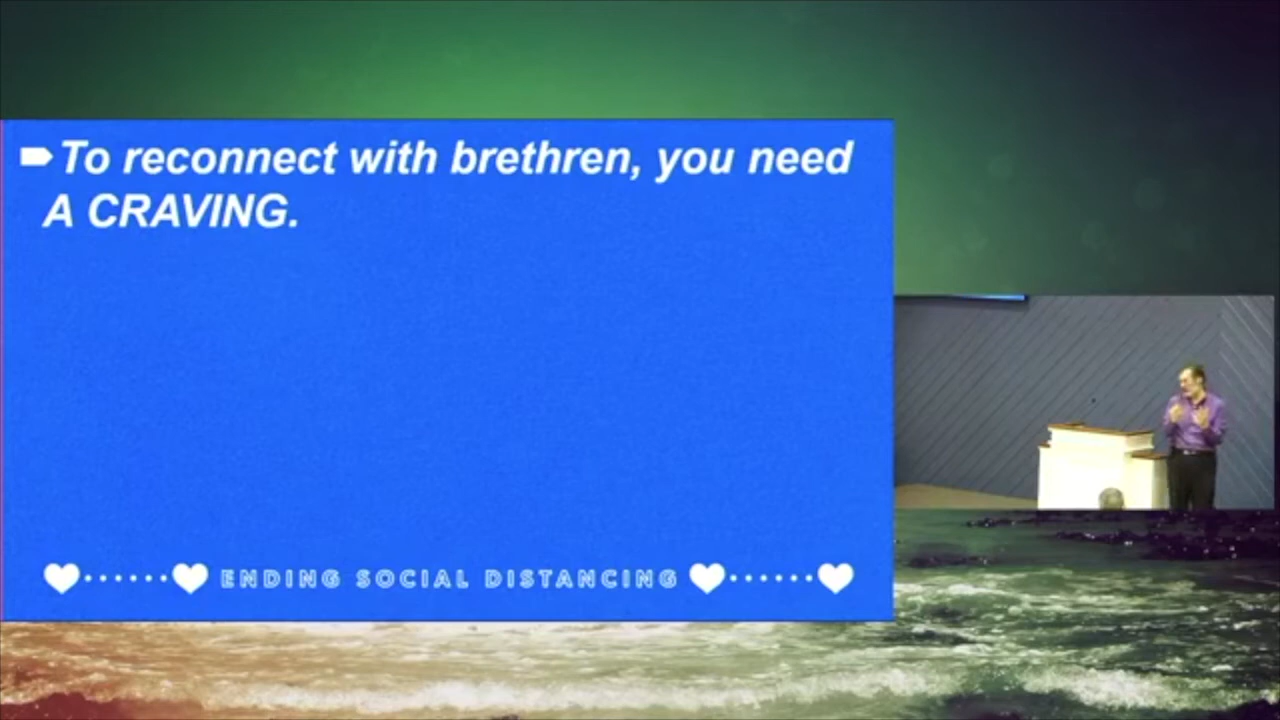 To reconnect with brethren, you need
A CRAVING.
ENDING SOCIAL DISTANCING